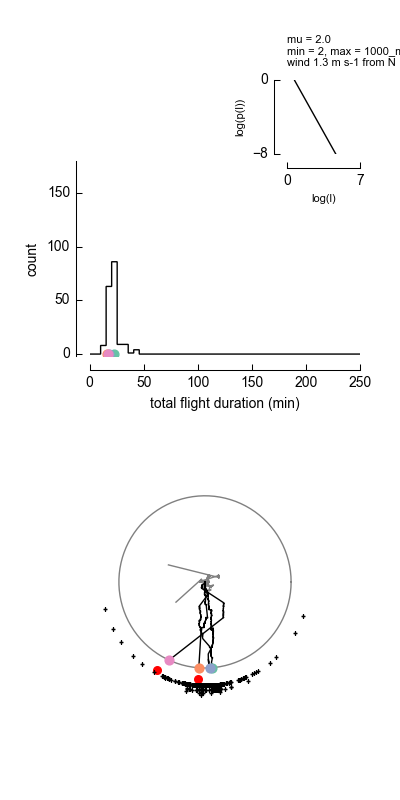 mu = 2.0
min = 2, max = 1000_m
wind 1.3 m s-1 from N
0
log(p(l))
−8
0
7
log(l)
150
100
50
0
count
0
50
100
150
200
250
total flight duration (min)